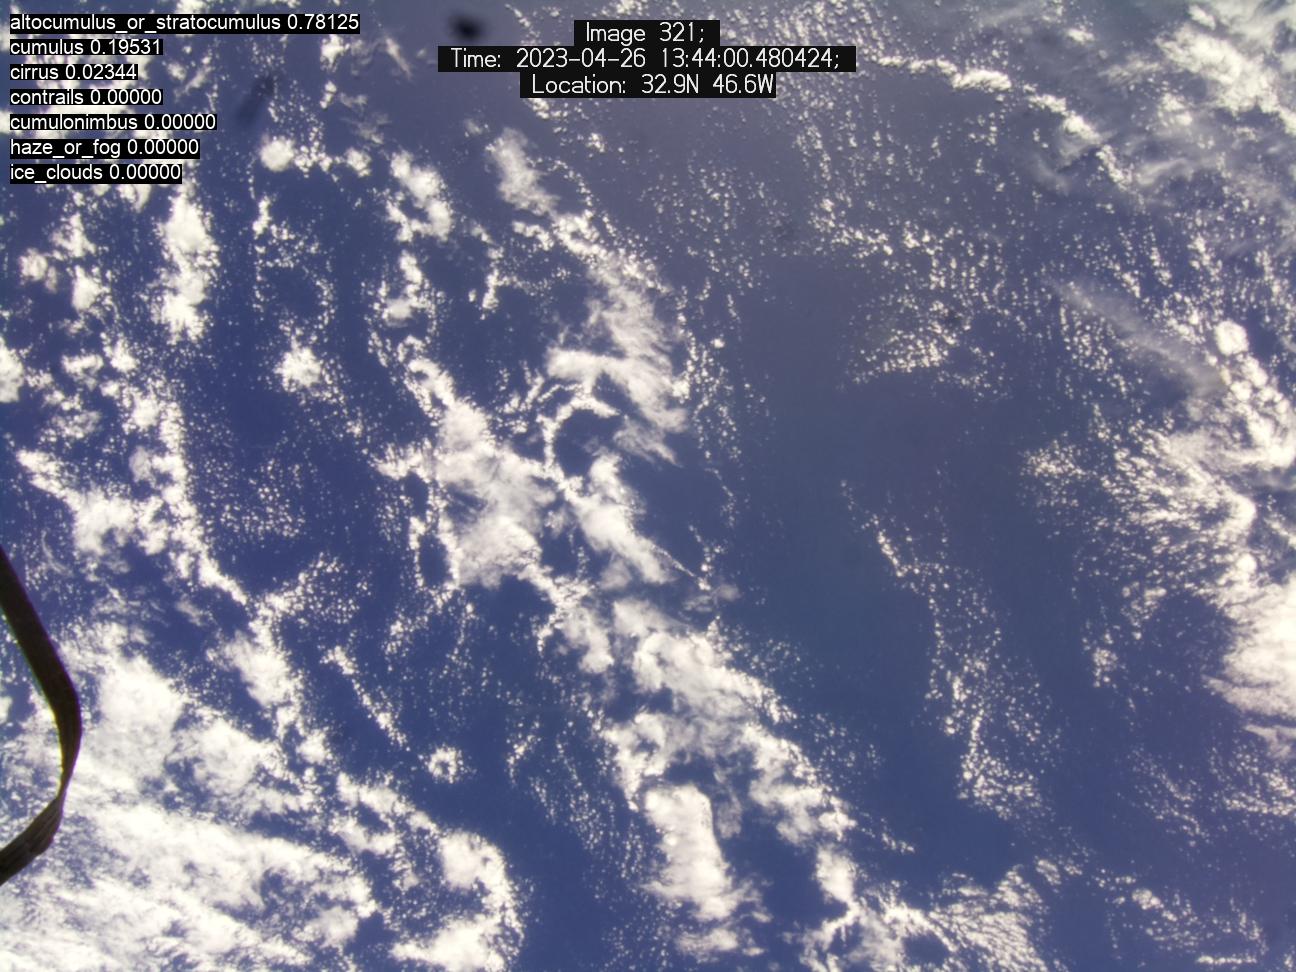 altocumulus_or_stratocumulus 0.78125
cumulus 0.19531
cirrus 0.02344
contrails 0.00000
cumulonimbus 0.00000
haze_or_fog 0.00000
ice_clouds 0.00000
Image 321;
Time: 2023-04-26 13:44:00.480424;
Location: 32.9N 46.6W